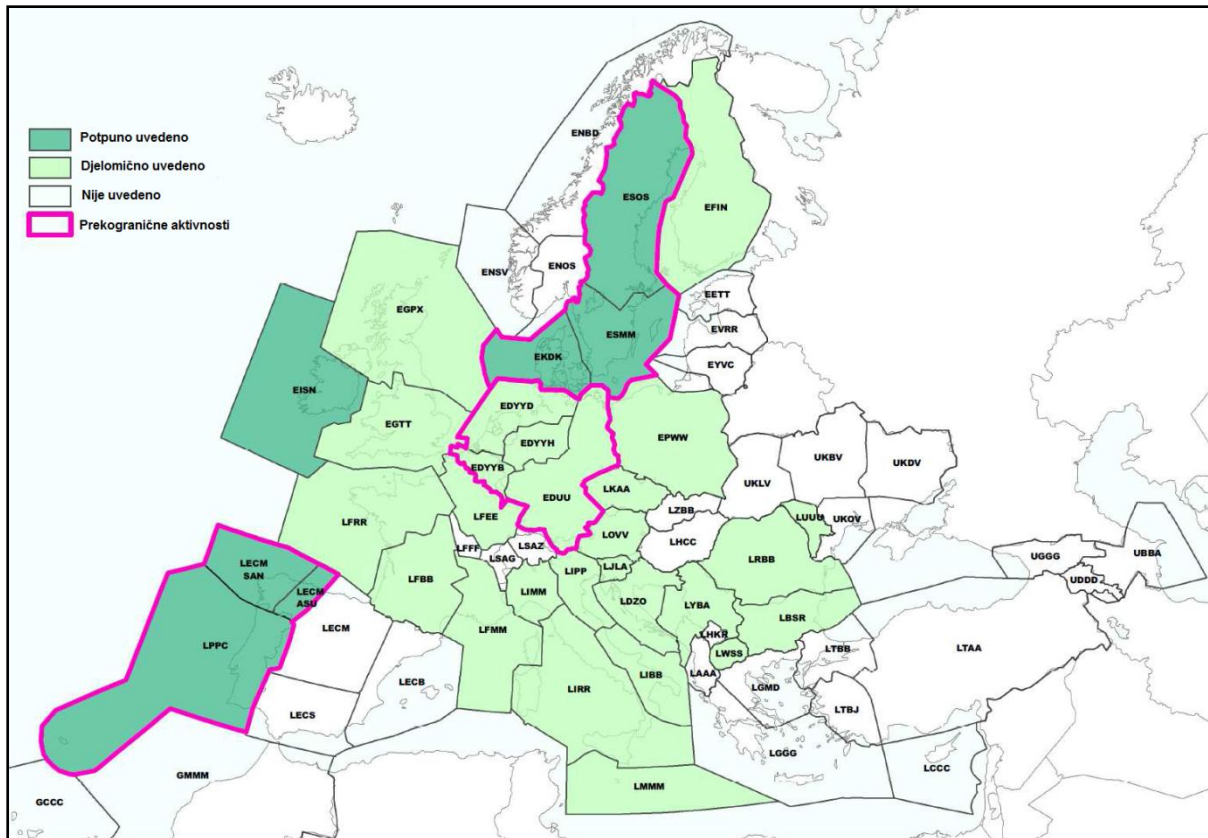 Potpuno uvedeno
Djelomično uvedeno
Nije uvedeno
Prekogranične aktivnosti
ENBD
ESOS
EFIN
ENSV
ENOS
EETT
EGPX
EVRR
ESMM
EKDK
EYVC
EISN
EDYYD
EGTT
EPWW
EDYYH
UKBV
UKDV
EDYYB
UKLV
EDUU
LKAA
LZBB
LFEE
LUUU
UKOV
LFRR
LOVV
LHCC
LFFF
LSAZ
LSAG
UGGG
UBBA
LRBB
LECM
SAN
LIPP
LJLA
UDDD
LFBB
LIMM
LECM
ASU
LDZO
LYBA
LBSR
LECM
LFMM
LHKR
LPPC
LWSS
LTBB
LTAA
LAAA
LIBB
LECB
LIRR
LGMD
LTBJ
LECS
LGGG
GMMM
LCCC
LMMM
GCCC